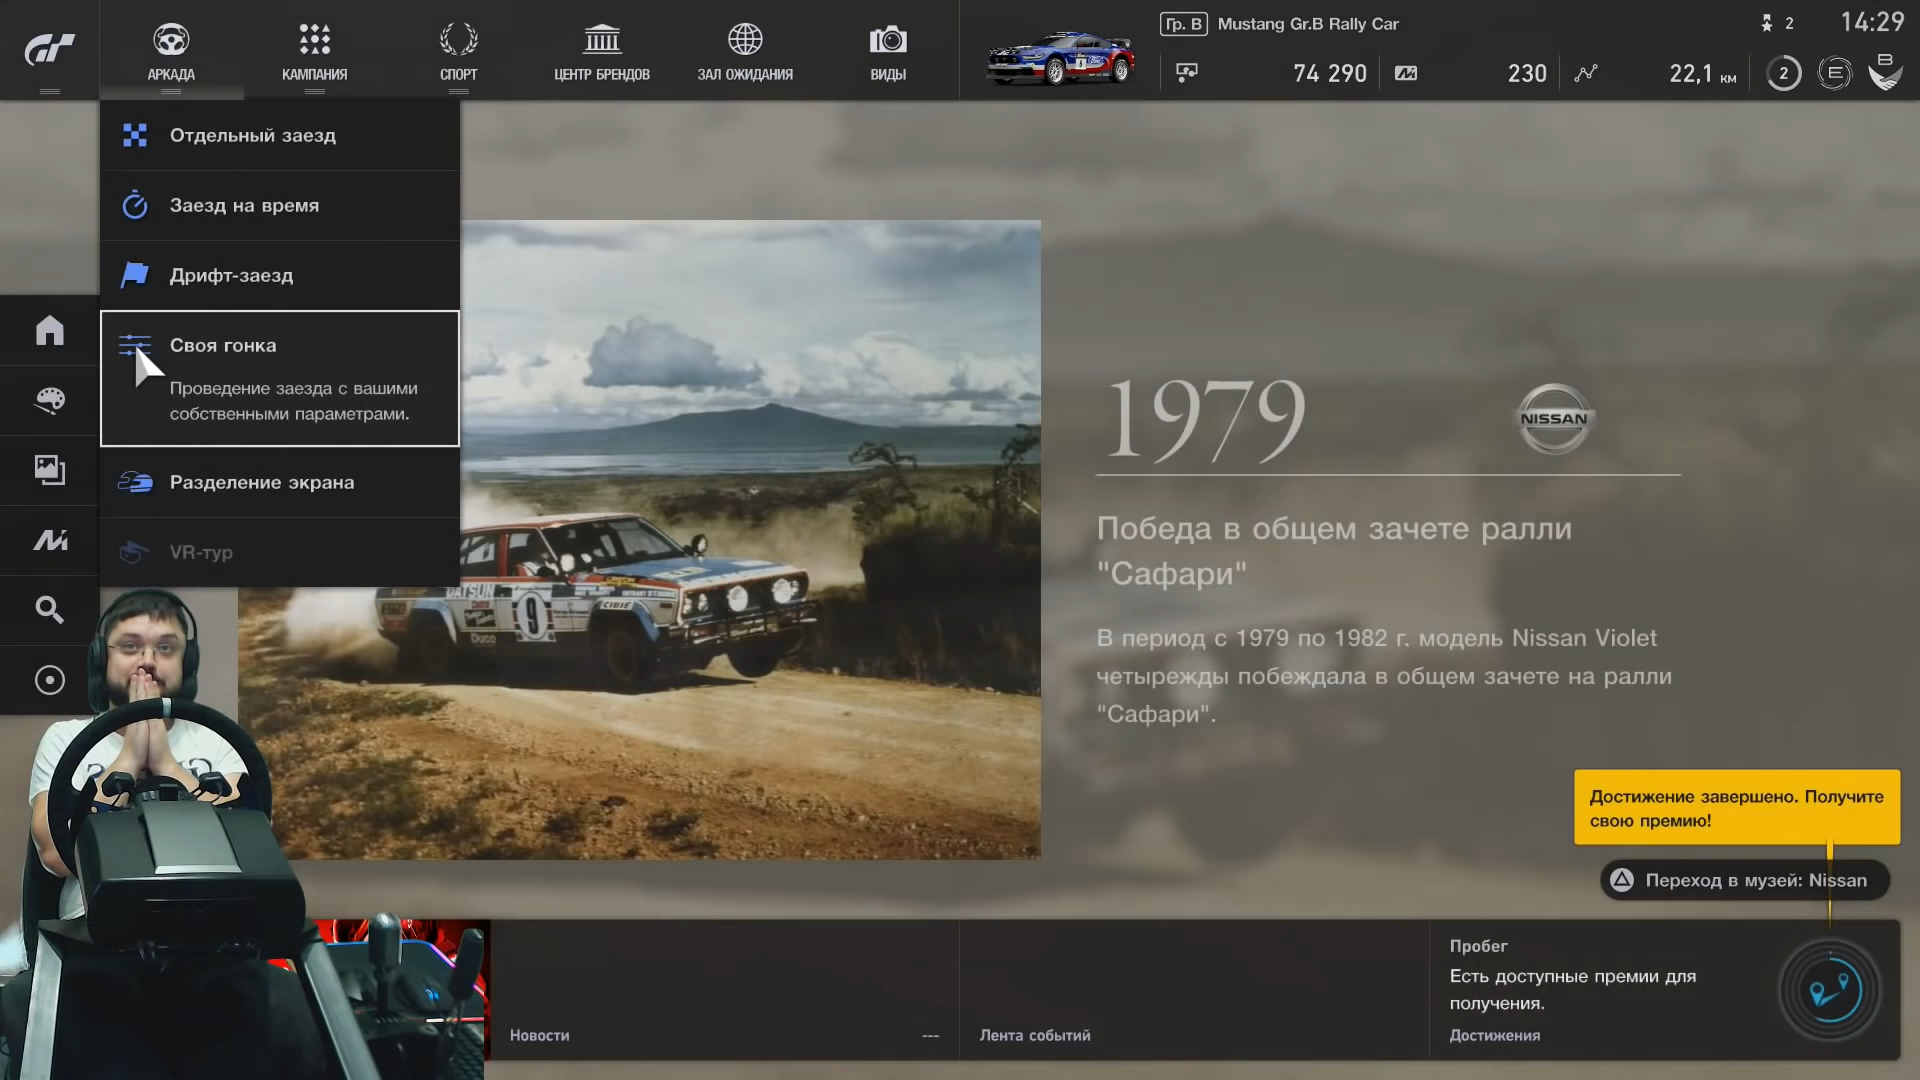 АРКАДА
КАМПАНИЯ
СПОРТ
ЦЕНТР БРЕНДОВ
ЗАЛ ОЖИДАНИЯ
ВИДЫ
Гр. B Mustang Gr.B Rally Car
2
14:29
74 290
230
22,1 км
2
E
B
Отдельный заезд
Заезд на время
Дрифт-заезд
Своя гонка
Проведение заезда с вашими
собственными параметрами.
Разделение экрана
VR-тур
1979
NISSAN
Победа в общем зачете ралли
"Сафари"
В период с 1979 по 1982 г. модель Nissan Violet
четырежды побеждала в общем зачете на ралли
"Сафари".
DATSUN
9
CIBIE
Duco
Достижение завершено. Получите
свою премию!
Переход в музей: Nissan
Новости
---
Лента событий
Пробег
Есть доступные премии для
получения.
Достижения